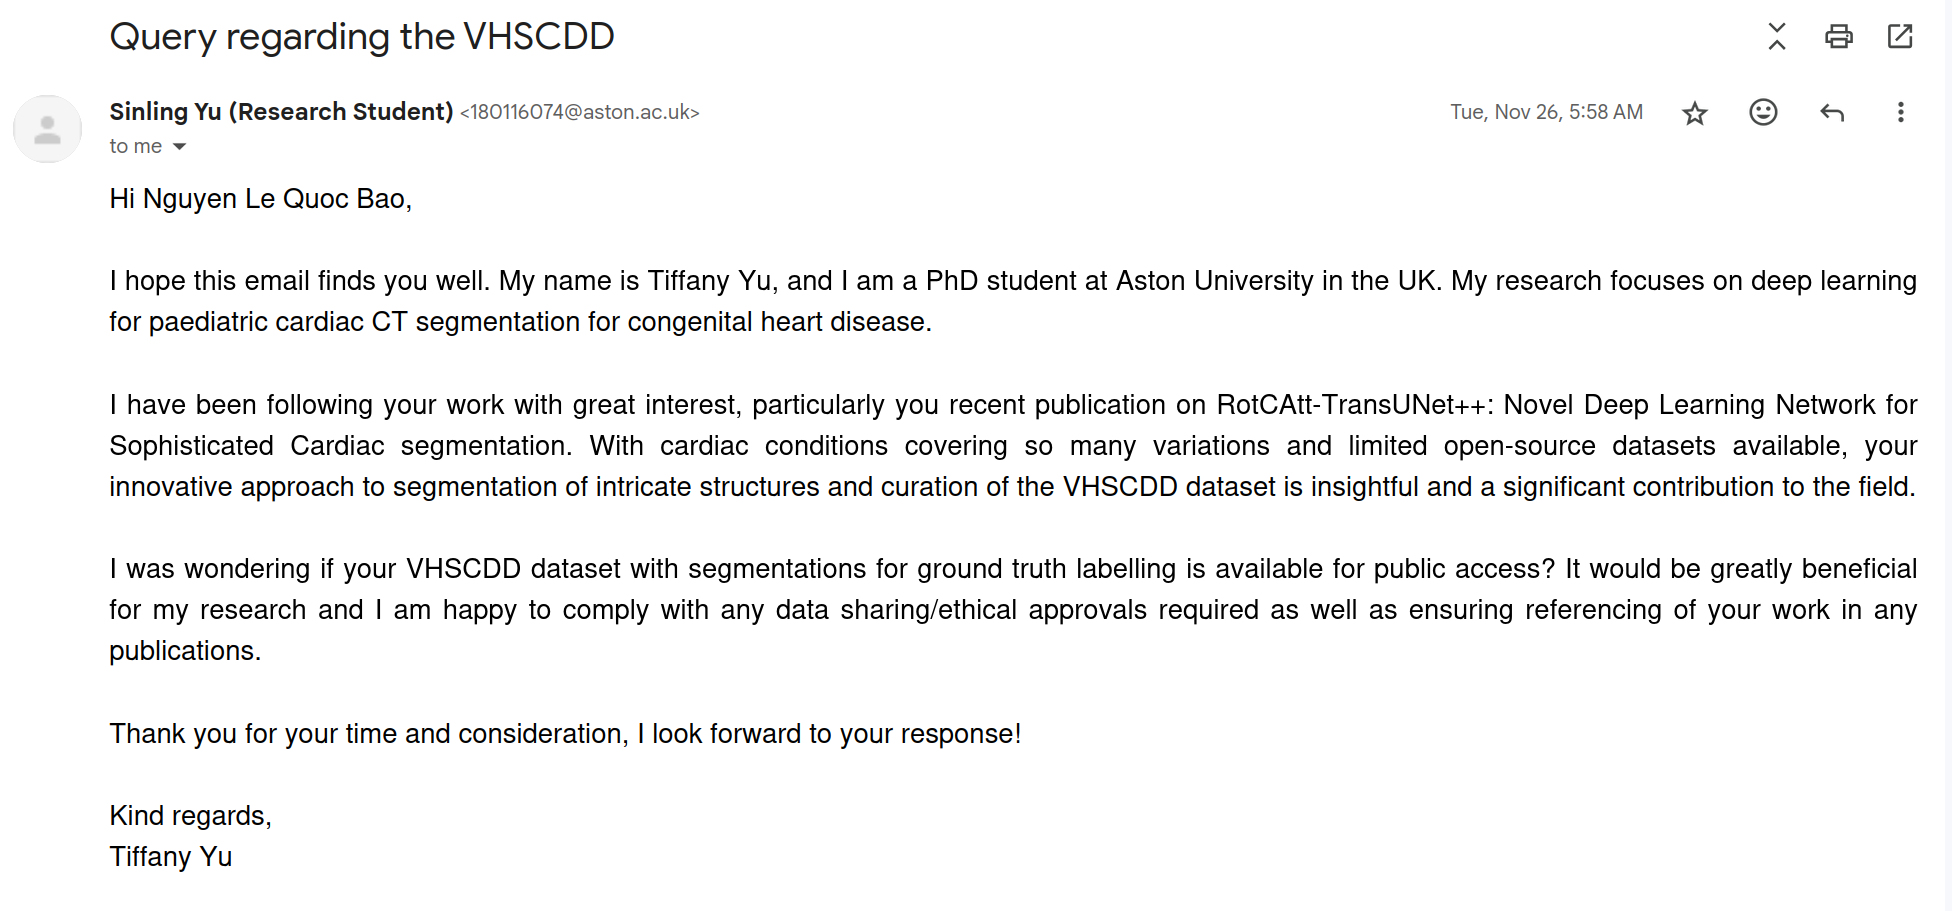 Query regarding the VHSCDD
Sinling Yu (Research Student) <180116074@aston.ac.uk>
Tue, Nov 26, 5:58 AM
to me
Hi Nguyen Le Quoc Bao,
I hope this email finds you well. My name is Tiffany Yu, and I am a PhD student at Aston University in the UK. My research focuses on deep learning
for paediatric cardiac CT segmentation for congenital heart disease.
I have been following your work with great interest, particularly you recent publication on RotCAtt-TransUNet++: Novel Deep Learning Network for
Sophisticated Cardiac segmentation. With cardiac conditions covering so many variations and limited open-source datasets available, your
innovative approach to segmentation of intricate structures and curation of the VHSCDD dataset is insightful and a significant contribution to the field.
I was wondering if your VHSCDD dataset with segmentations for ground truth labelling is available for public access? It would be greatly beneficial
for my research and I am happy to comply with any data sharing/ethical approvals required as well as ensuring referencing of your work in any
publications.
Thank you for your time and consideration, I look forward to your response!
Kind regards,
Tiffany Yu